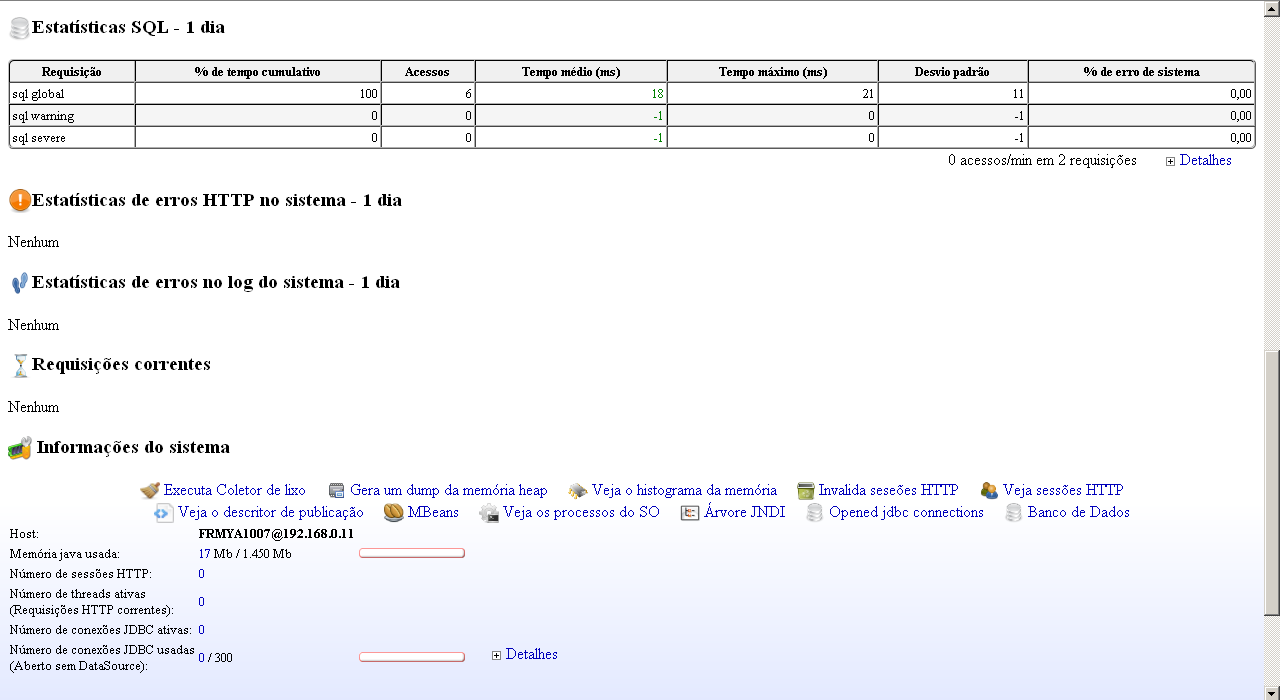 Estatísticas SQL - 1 dia
Requisição % de tempo cumulativo Acessos Tempo médio (ms) Tempo máximo (ms) Desvio padrão % de erro de sistema
sql global 100 6 18 21 11 0,00
sql warning 0 0 -1 0 -1 0,00
sql severe 0 0 -1 0 -1 0,00
0 acessos/min em 2 requisições Detalhes
Estatísticas de erros HTTP no sistema - 1 dia
Nenhum
Estatísticas de erros no log do sistema - 1 dia
Nenhum
Requisições correntes
Nenhum
Informações do sistema
Executa Coletor de lixo Gera um dump da memória heap Veja o histograma da memória Invalida seseões HTTP Veja sessões HTTP
Veja o descritor de publicação MBeans Veja os processos do SO Árvore JNDI Opened jdbc connections Banco de Dados
Host: FRMYA1007@192.168.0.11
Memória java usada: 17 Mb / 1.450 Mb
Número de sessões HTTP: 0
Número de threads ativas
(Requisições HTTP correntes): 0
Número de conexões JDBC ativas: 0
Número de conexões JDBC usadas
(Aberto sem DataSource): 0 / 300 Detalhes